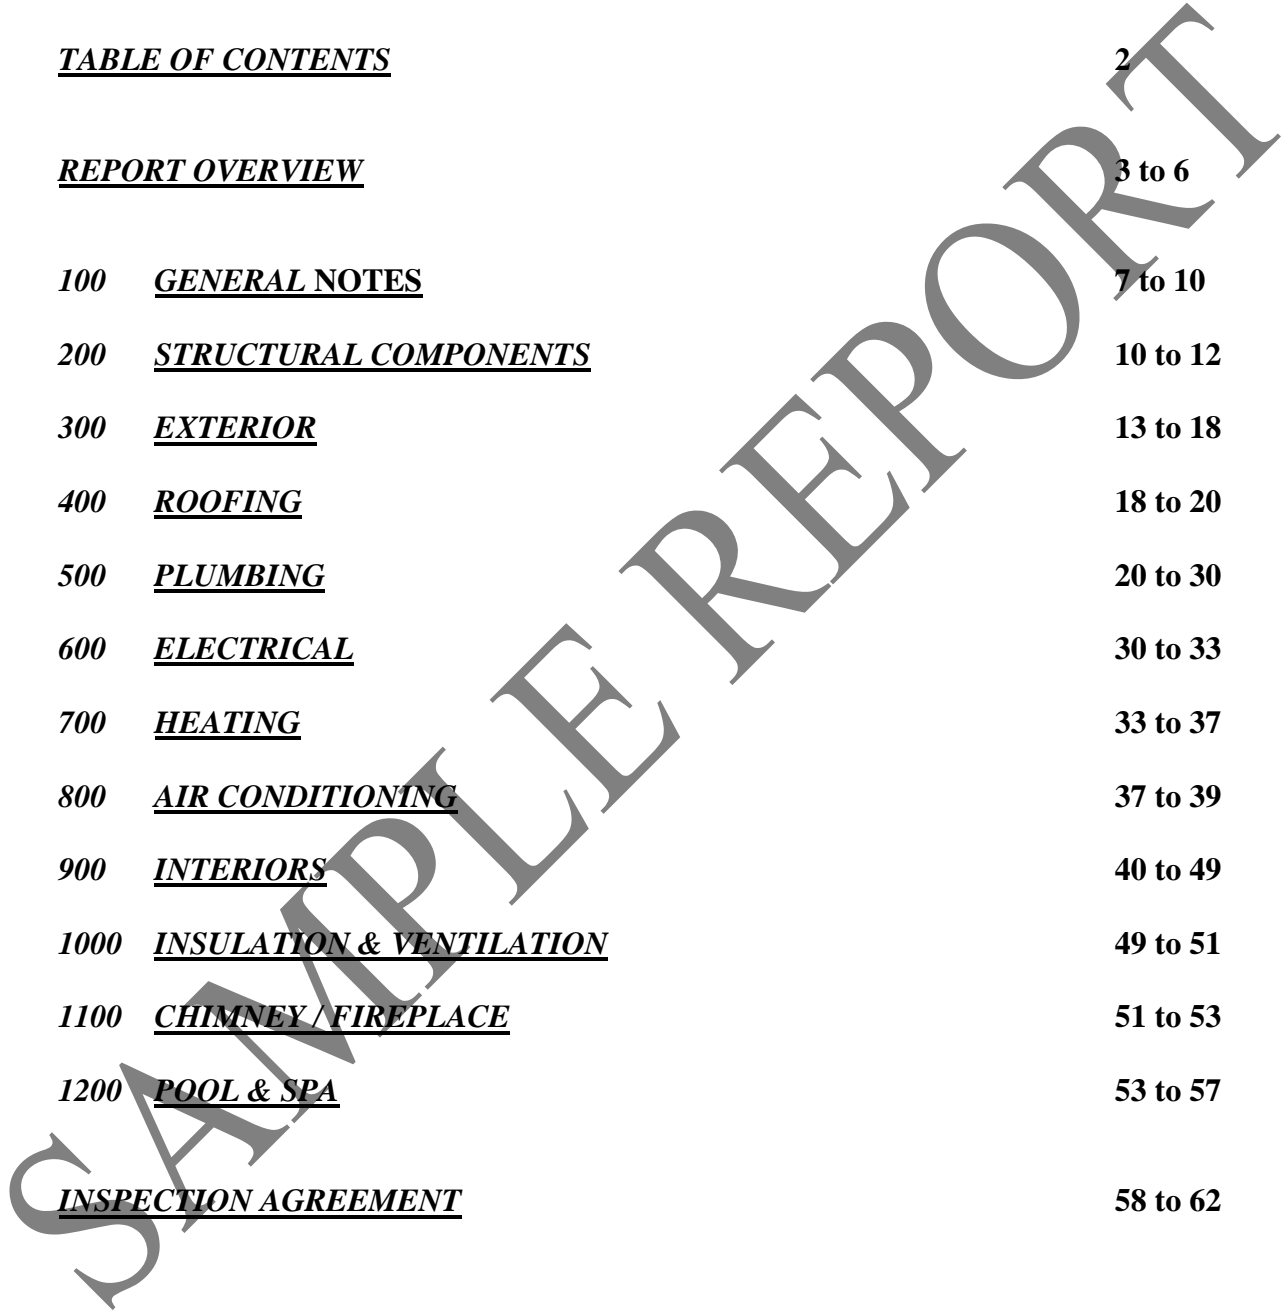 TABLE OF CONTENTS 2
REPORT OVERVIEW 3 to 6
100 GENERAL NOTES 7 to 10
200 STRUCTURAL COMPONENTS 10 to 12
300 EXTERIOR 13 to 18
400 ROOFING 18 to 20
500 PLUMBING 20 to 30
600 ELECTRICAL 30 to 33
700 HEATING 33 to 37
800 AIR CONDITIONING 37 to 39
900 INTERIORS 40 to 49
1000 INSULATION & VENTILATION 49 to 51
1100 CHIMNEY / FIREPLACE 51 to 53
1200 POOL & SPA 53 to 57
INSPECTION AGREEMENT 58 to 62
SAMPLE REPORT